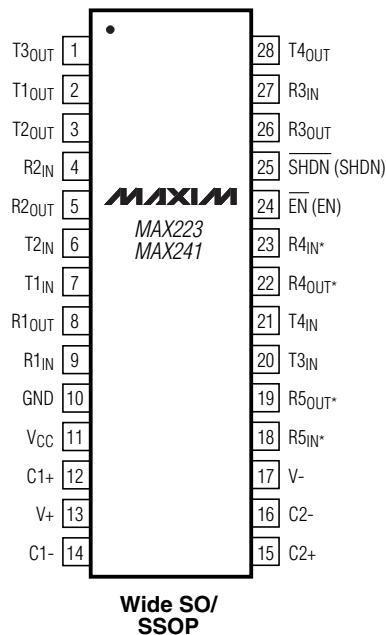 T3OUT 1
T1OUT 2
T2OUT 3
R2IN 4
R2OUT 5
T2IN 6
T1IN 7
R1OUT 8
R1IN 9
GND 10
VCC 11
C1+ 12
V+ 13
C1- 14
MAXIM
MAX223
MAX241
28 T4OUT
27 R3IN
26 R3OUT
25 SHDN (SHDN)
24 EN (EN)
23 R4IN*
22 R4OUT*
21 T4IN
20 T3IN
19 R5OUT*
18 R5IN*
17 V-
16 C2-
15 C2+
Wide SO/
SSOP